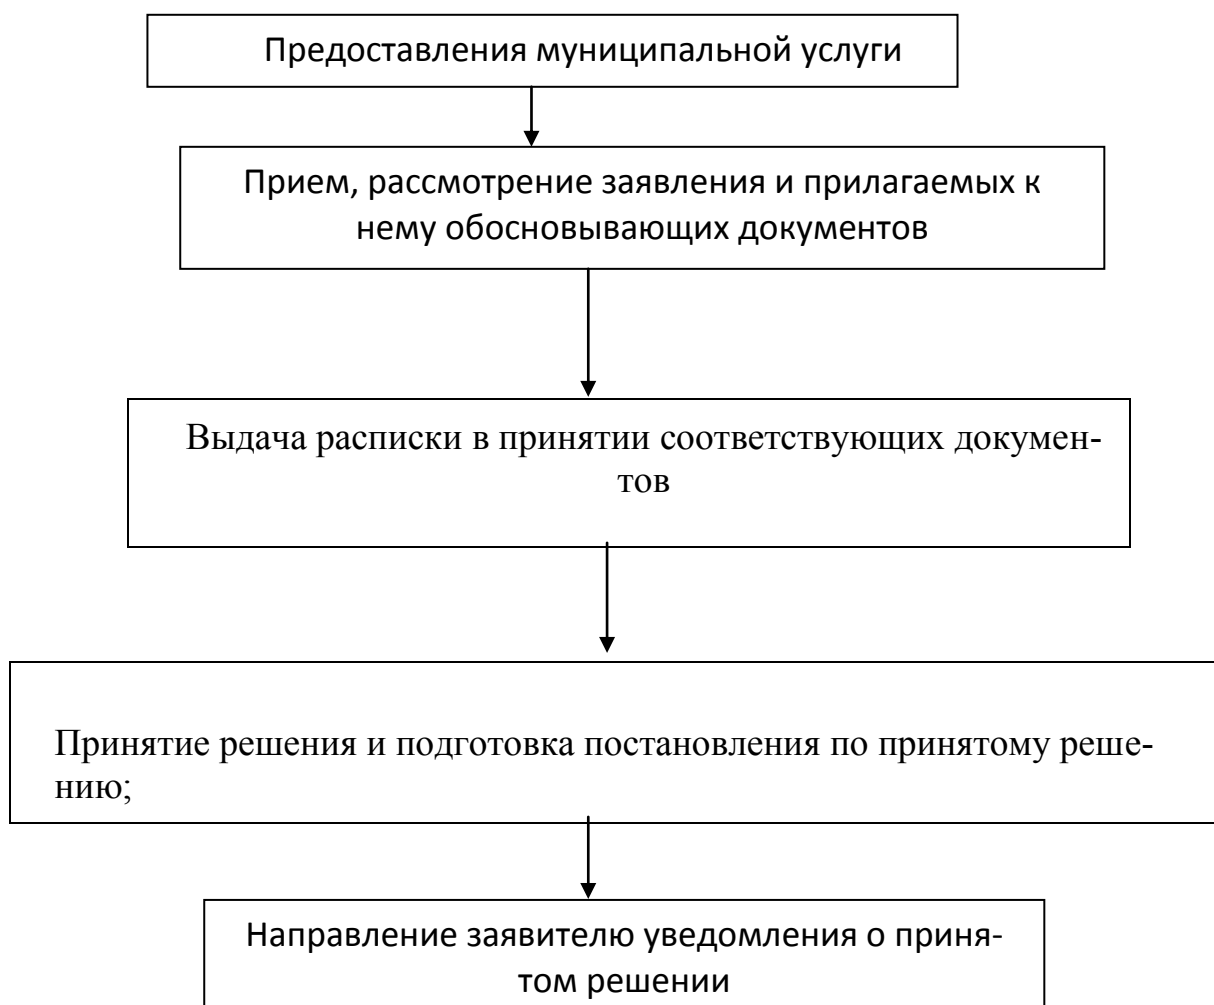 Предоставления муниципальной услуги
Прием, рассмотрение заявления и прилагаемых к
нему обосновывающих документов
Выдача расписки в принятии соответствующих докумен-
тов
Принятие решения и подготовка постановления по принятому реше-
нию;
Направление заявителю уведомления о приня-
том решении